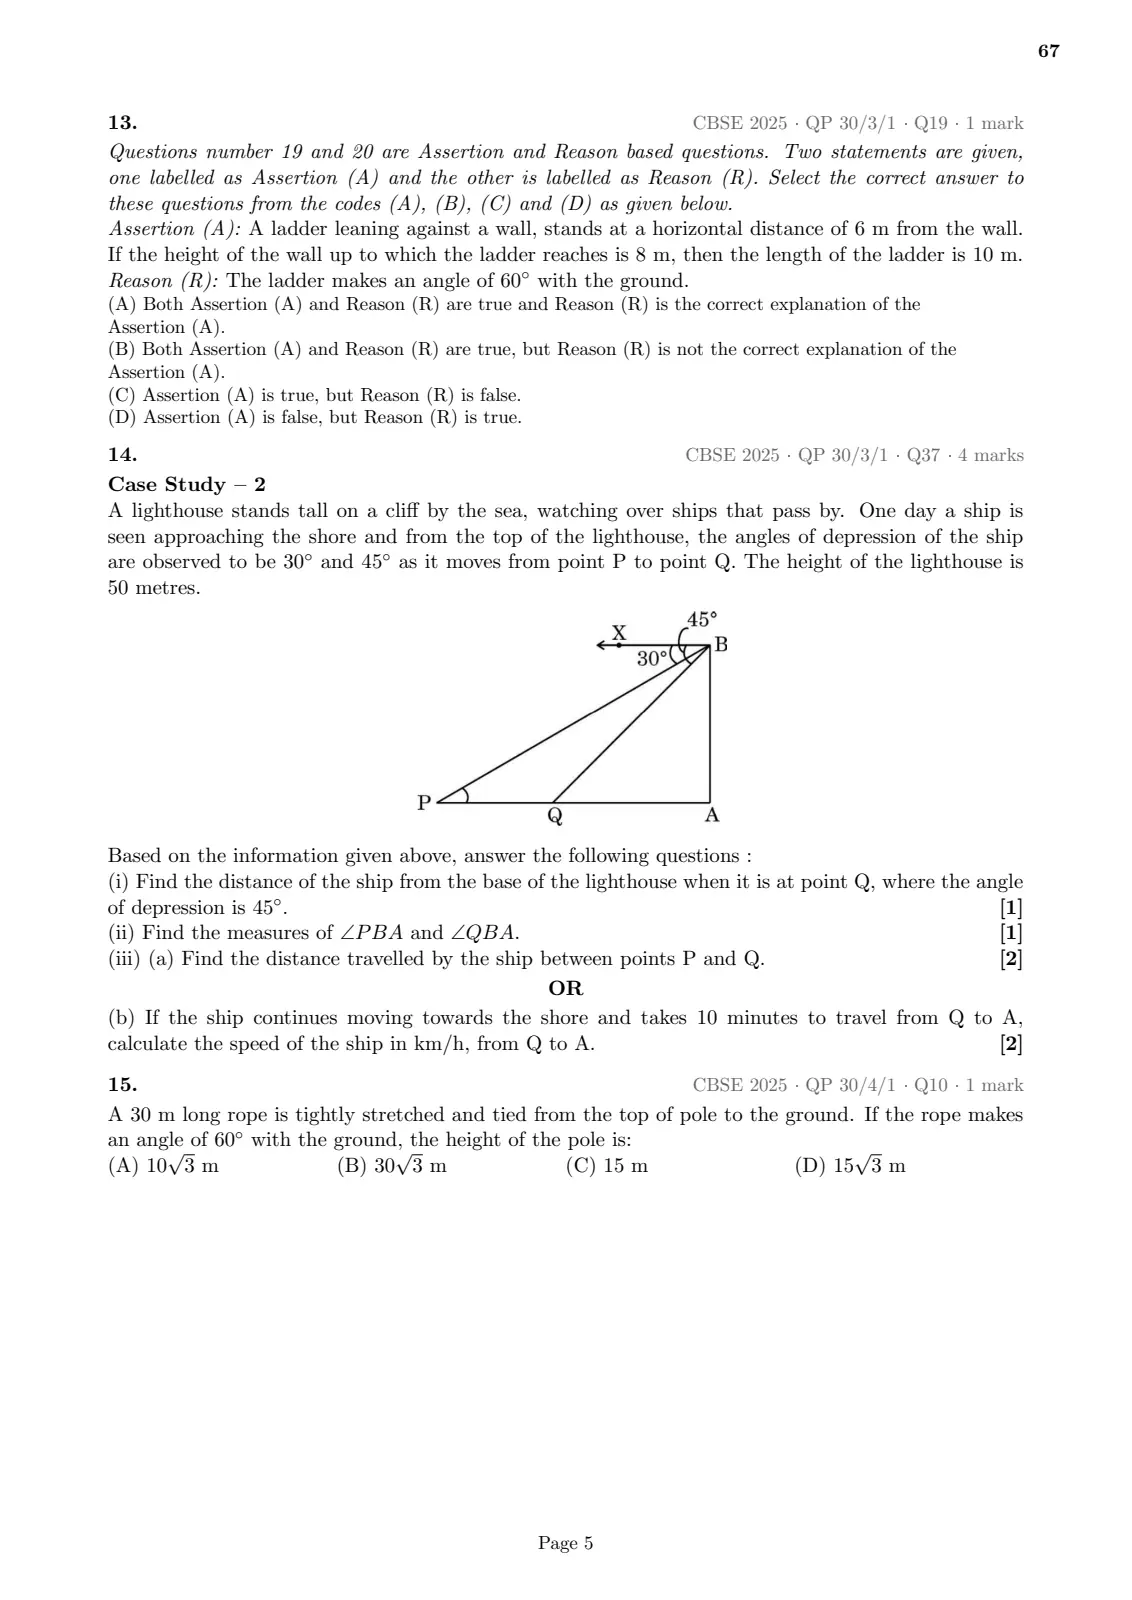 67
13. CBSE 2025 · QP 30/3/1 · Q19 · 1 mark
Questions number 19 and 20 are Assertion and Reason based questions. Two statements are given,
one labelled as Assertion (A) and the other is labelled as Reason (R). Select the correct answer to
these questions from the codes (A), (B), (C) and (D) as given below.
Assertion (A): A ladder leaning against a wall, stands at a horizontal distance of 6 m from the wall.
If the height of the wall up to which the ladder reaches is 8 m, then the length of the ladder is 10 m.
Reason (R): The ladder makes an angle of 60° with the ground.
(A) Both Assertion (A) and Reason (R) are true and Reason (R) is the correct explanation of the
Assertion (A).
(B) Both Assertion (A) and Reason (R) are true, but Reason (R) is not the correct explanation of the
Assertion (A).
(C) Assertion (A) is true, but Reason (R) is false.
(D) Assertion (A) is false, but Reason (R) is true.
14. CBSE 2025 · QP 30/3/1 · Q37 · 4 marks
Case Study – 2
A lighthouse stands tall on a cliff by the sea, watching over ships that pass by. One day a ship is
seen approaching the shore and from the top of the lighthouse, the angles of depression of the ship
are observed to be 30° and 45° as it moves from point P to point Q. The height of the lighthouse is
50 metres.
45°
X
B
30°
P
Q
A
Based on the information given above, answer the following questions :
(i) Find the distance of the ship from the base of the lighthouse when it is at point Q, where the angle
of depression is 45°. [1]
(ii) Find the measures of ∠PBA and ∠QBA. [1]
(iii) (a) Find the distance travelled by the ship between points P and Q. [2]
OR
(b) If the ship continues moving towards the shore and takes 10 minutes to travel from Q to A,
calculate the speed of the ship in km/h, from Q to A. [2]
15. CBSE 2025 · QP 30/4/1 · Q10 · 1 mark
A 30 m long rope is tightly stretched and tied from the top of pole to the ground. If the rope makes
an angle of 60° with the ground, the height of the pole is:
(A) 10√3 m (B) 30√3 m (C) 15 m (D) 15√3 m
Page 5